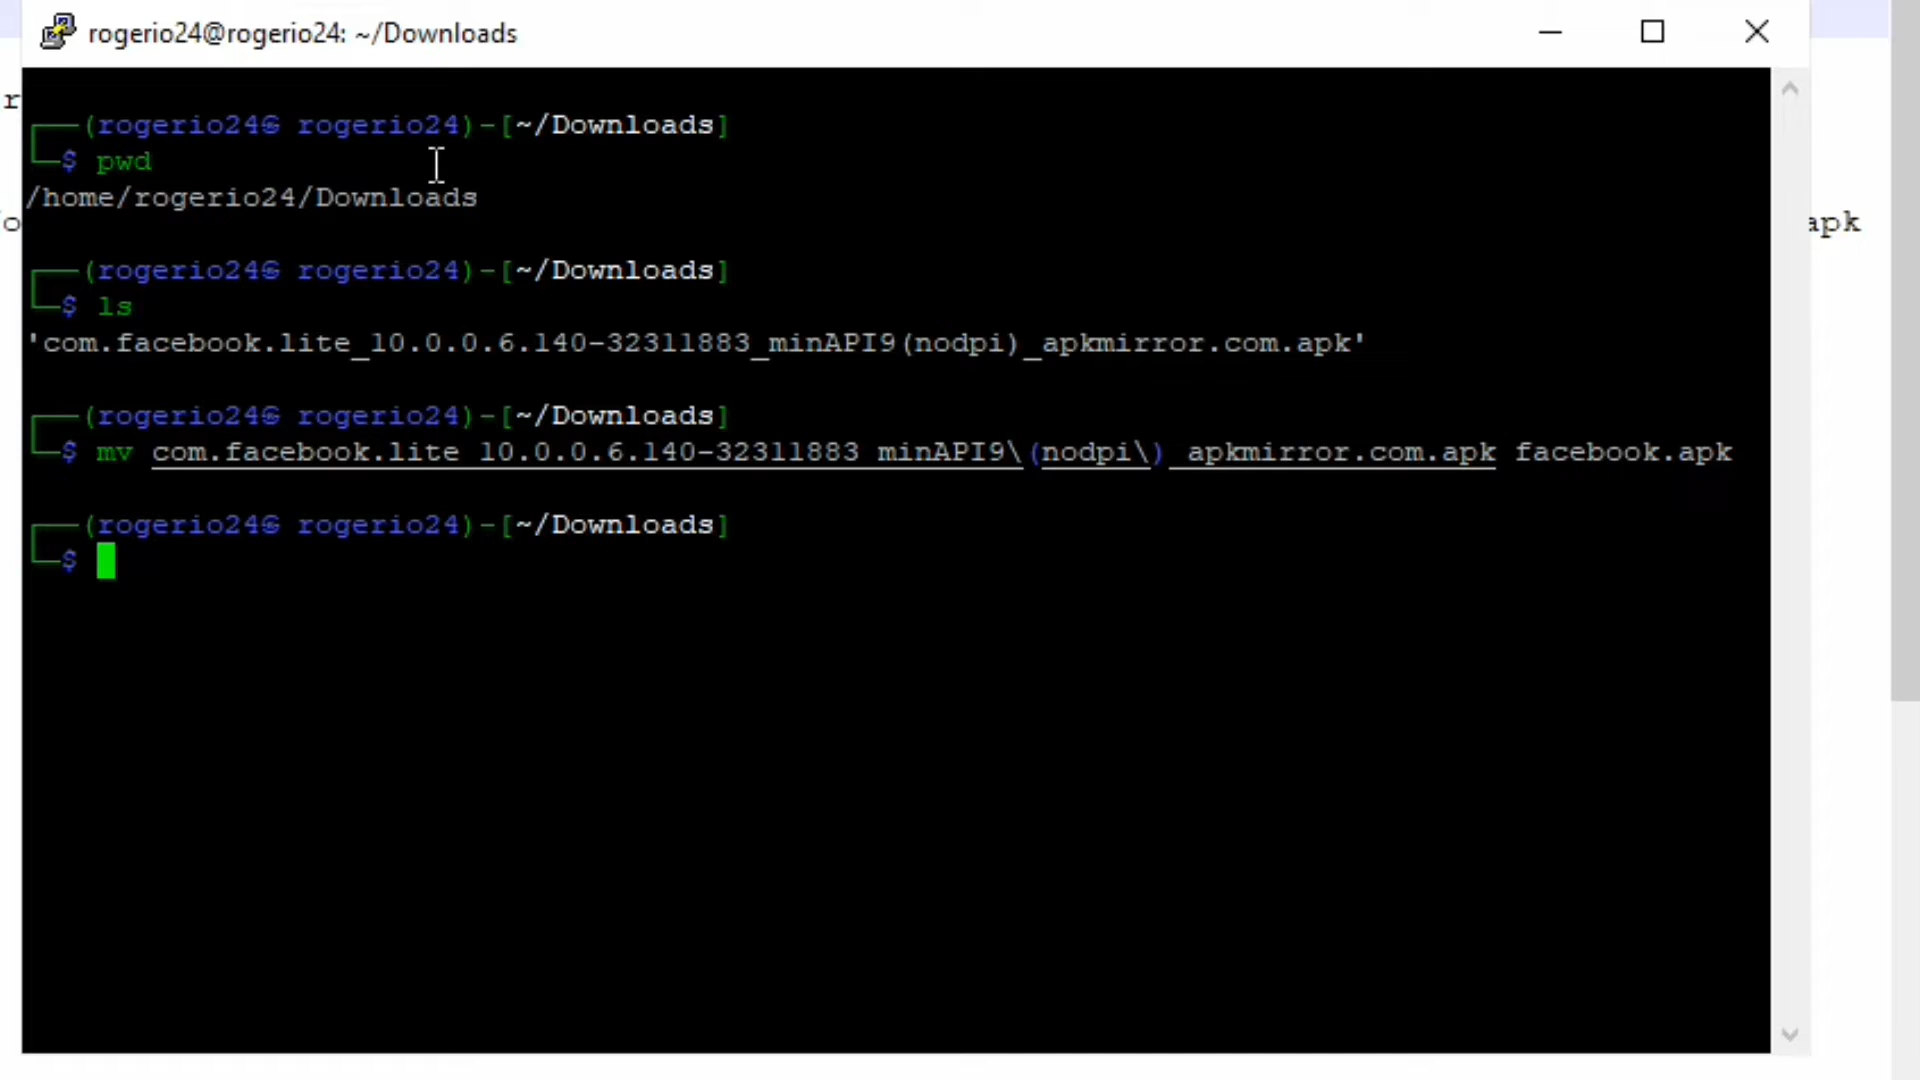 rogerio24@rogerio24: ~/Downloads
r
(rogerio24㉿ rogerio24)-[~/Downloads]
$ pwd
/home/rogerio24/Downloads
o
apk
(rogerio24㉿ rogerio24)-[~/Downloads]
$ ls
'com.facebook.lite_10.0.0.6.140-32311883_minAPI9(nodpi)_apkmirror.com.apk'
(rogerio24㉿ rogerio24)-[~/Downloads]
$ mv com.facebook.lite_10.0.0.6.140-32311883_minAPI9\(nodpi\)_apkmirror.com.apk facebook.apk
(rogerio24㉿ rogerio24)-[~/Downloads]
$